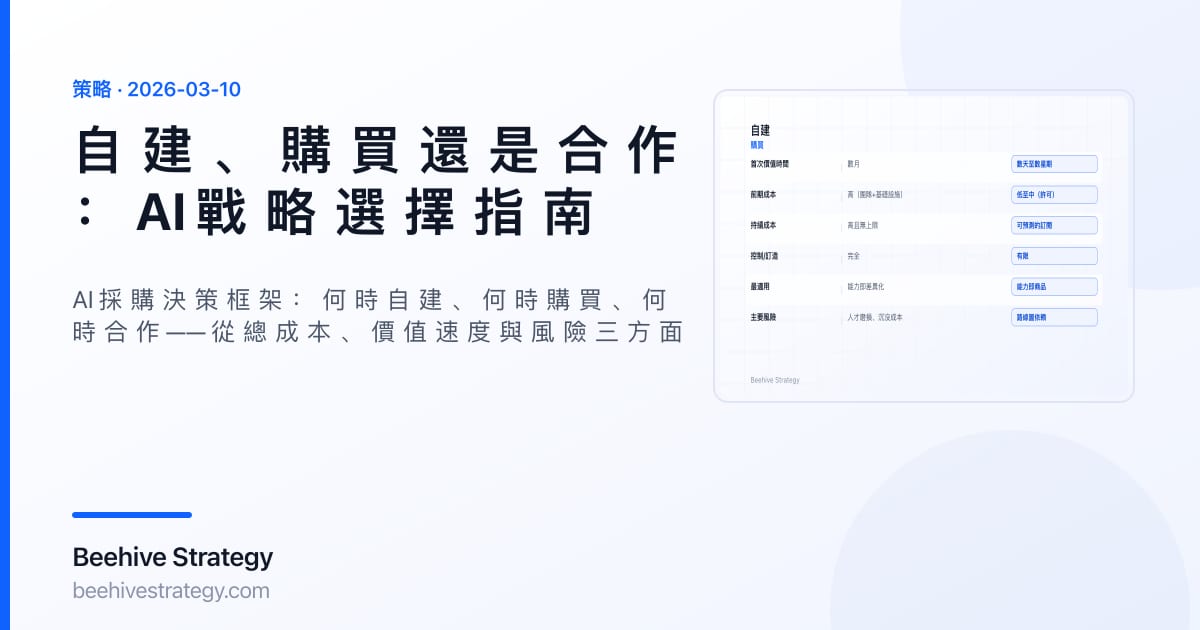 策略 · 2026-03-10
自建、購買還是合作
：AI戰略選擇指南
AI採購決策框架：何時自建、何時購買、何
時合作——從總成本、價值速度與風險三方面
自建
購買
首次價值時間 數月 數天至數星期
前期成本 高（團隊+基礎設施） 低至中（許可）
持續成本 高且無上限 可預測的訂閱
控制/訂造 完全 有限
最適用 能力即差異化 能力即商品
主要風險 人才磨損、沉沒成本 路線圖依賴
Beehive Strategy
Beehive Strategy
beehivestrategy.com